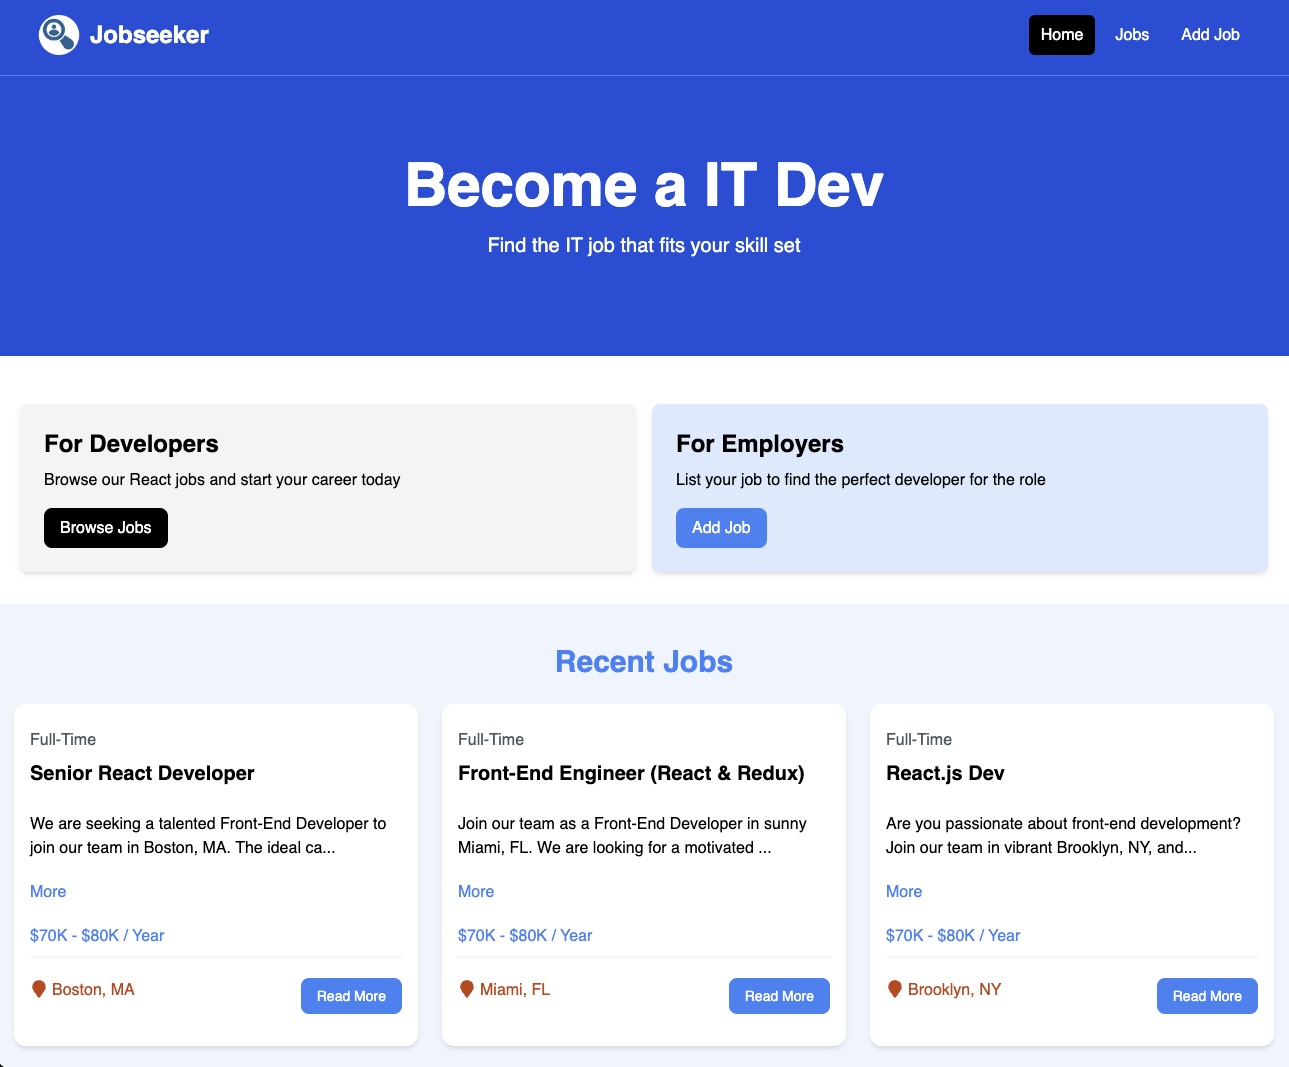 Jobseeker
Home
Jobs
Add Job
Become a IT Dev
Find the IT job that fits your skill set
For Developers
Browse our React jobs and start your career today
Browse Jobs
For Employers
List your job to find the perfect developer for the role
Add Job
Recent Jobs
Full-Time
Senior React Developer
We are seeking a talented Front-End Developer to
join our team in Boston, MA. The ideal ca...
More
$70K - $80K / Year
Boston, MA
Read More
Full-Time
Front-End Engineer (React & Redux)
Join our team as a Front-End Developer in sunny
Miami, FL. We are looking for a motivated ...
More
$70K - $80K / Year
Miami, FL
Read More
Full-Time
React.js Dev
Are you passionate about front-end development?
Join our team in vibrant Brooklyn, NY, and...
More
$70K - $80K / Year
Brooklyn, NY
Read More